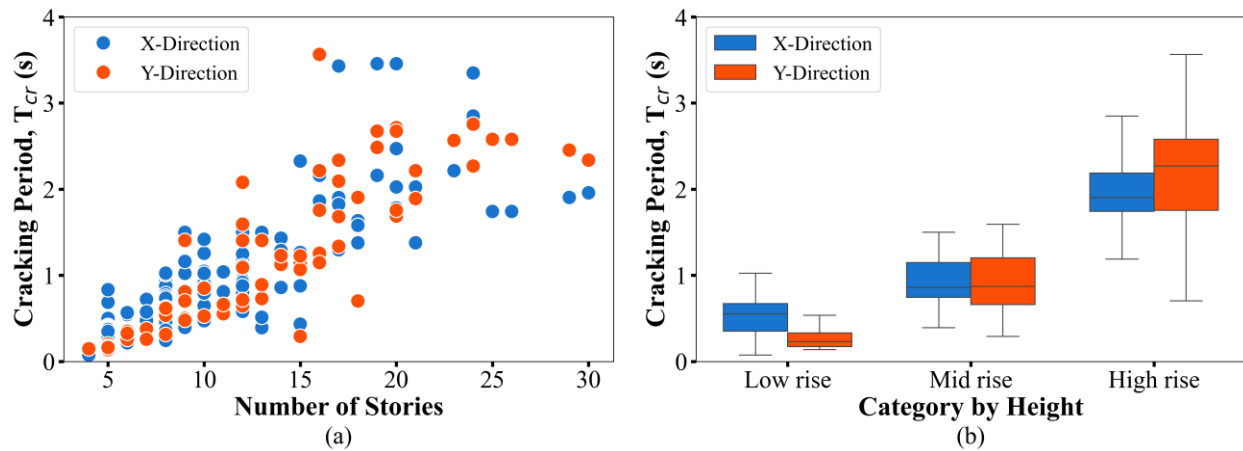 4
3
2
1
0
Cracking Period, T_cr (s)
X-Direction
Y-Direction
5 10 15 20 25 30
Number of Stories
(a)
4
3
2
1
0
Cracking Period, T_cr (s)
X-Direction
Y-Direction
Low rise Mid rise High rise
Category by Height
(b)